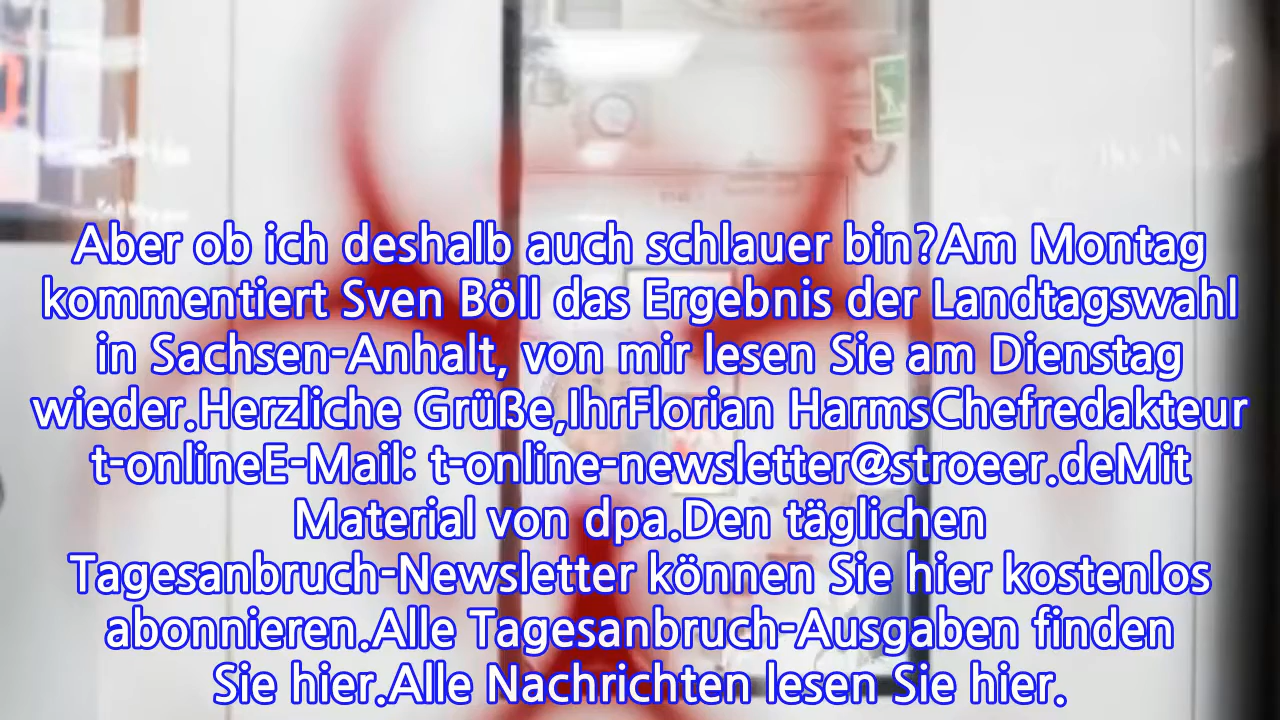 Aber ob ich deshalb auch schlauer bin?Am Montag
kommentiert Sven Böll das Ergebnis der Landtagswahl
in Sachsen-Anhalt, von mir lesen Sie am Dienstag
wieder.Herzliche Grüße,IhrFlorian HarmsChefredakteur
t-onlineE-Mail: t-online-newsletter@stroeer.deMit
Material von dpa.Den täglichen
Tagesanbruch-Newsletter können Sie hier kostenlos
abonnieren.Alle Tagesanbruch-Ausgaben finden
Sie hier.Alle Nachrichten lesen Sie hier.